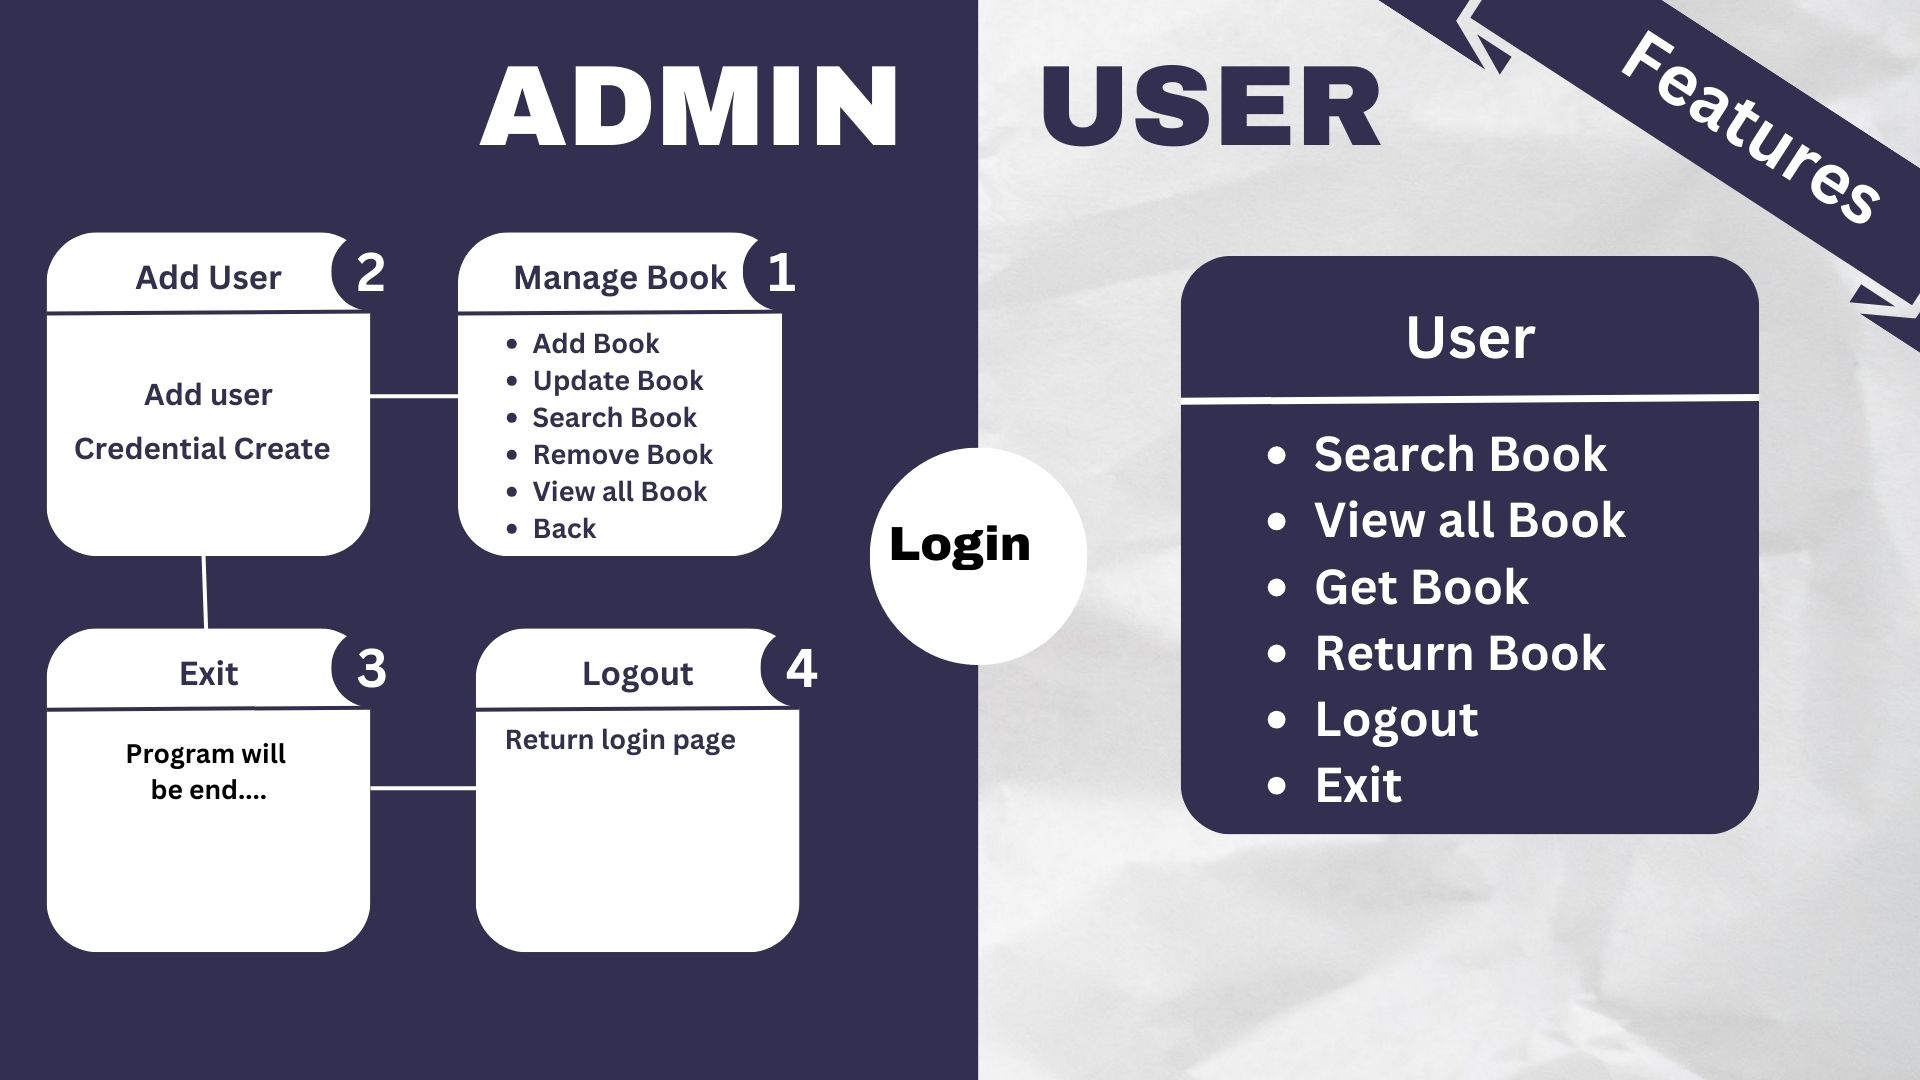 ADMIN
USER
Features
Add User
2
Add user
Credential Create
Manage Book
1
Add Book
Update Book
Search Book
Remove Book
View all Book
Back
Exit
3
Program will
be end....
Logout
4
Return login page
Login
User
Search Book
View all Book
Get Book
Return Book
Logout
Exit